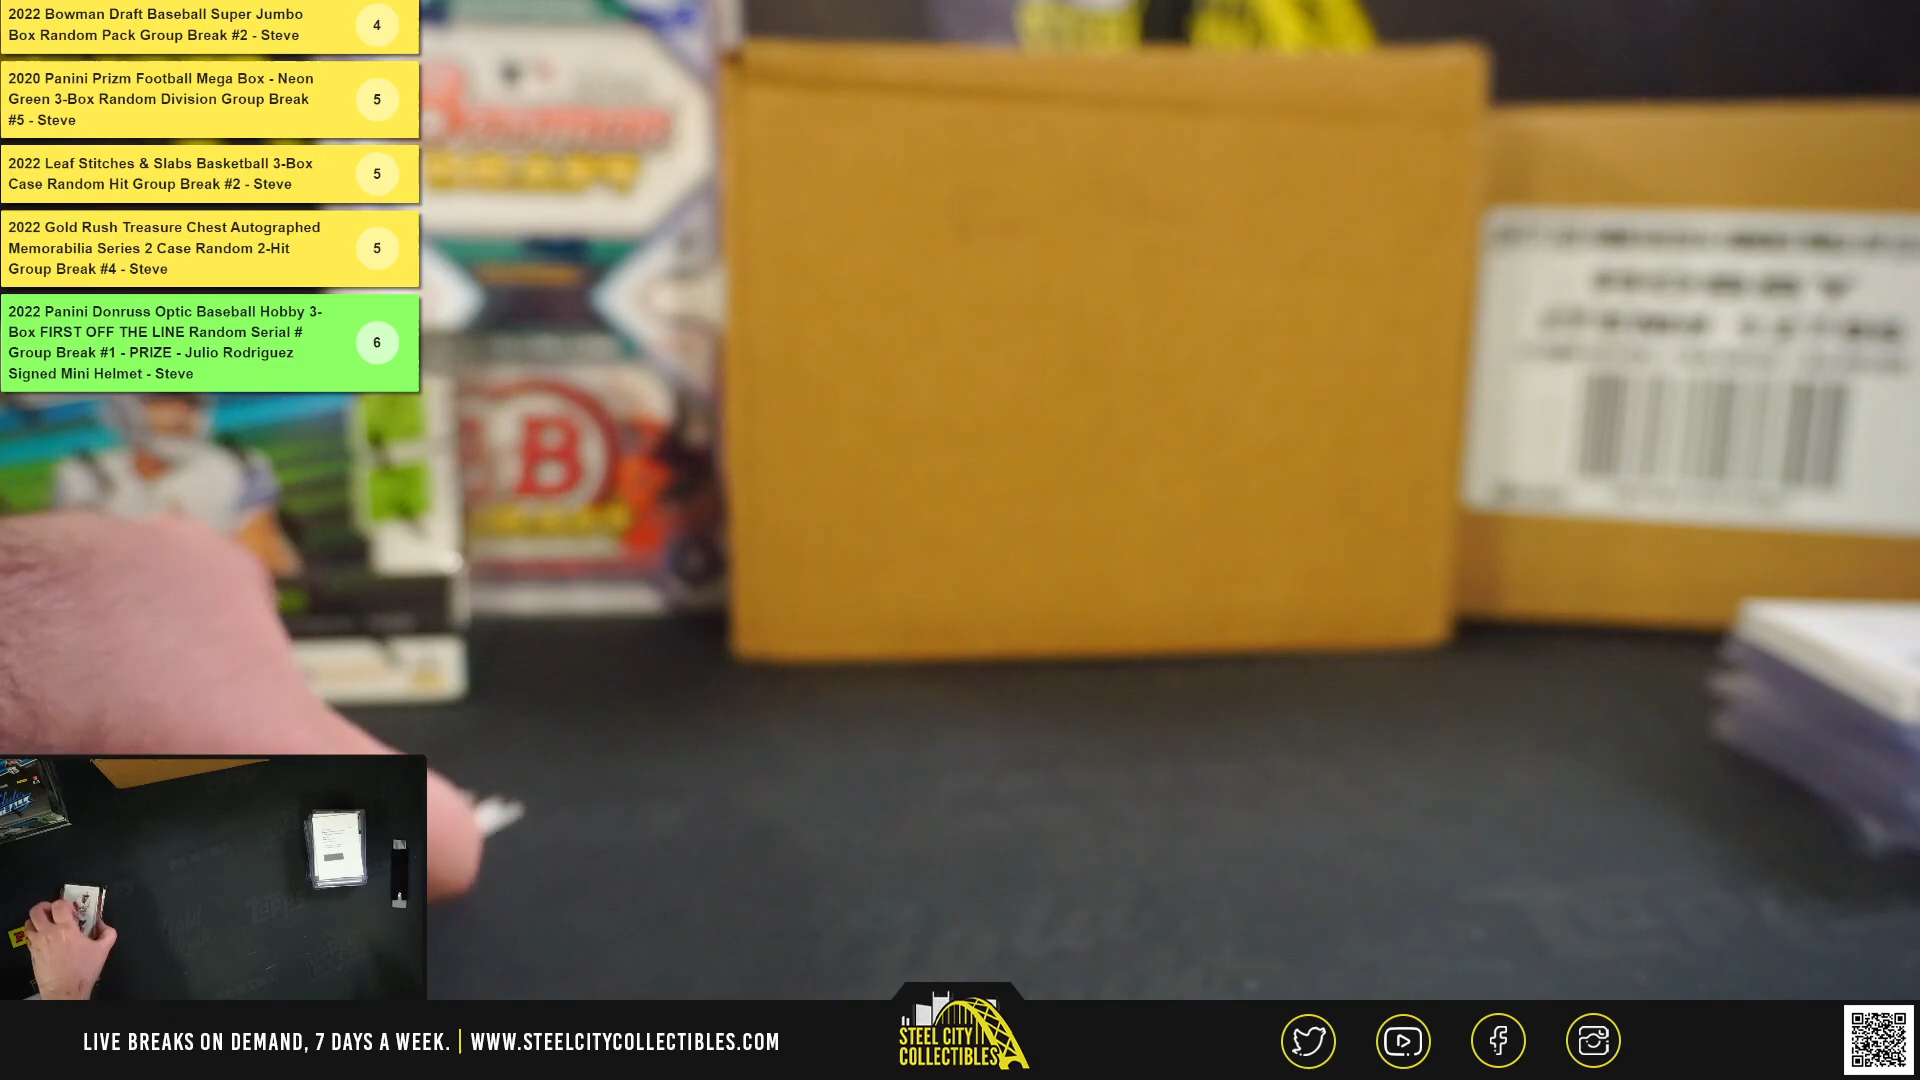 2022 Bowman Draft Baseball Super Jumbo
Box Random Pack Group Break #2 - Steve
4
2020 Panini Prizm Football Mega Box - Neon
Green 3-Box Random Division Group Break
#5 - Steve
5
2022 Leaf Stitches & Slabs Basketball 3-Box
Case Random Hit Group Break #2 - Steve
5
2022 Gold Rush Treasure Chest Autographed
Memorabilia Series 2 Case Random 2-Hit
Group Break #4 - Steve
5
2022 Panini Donruss Optic Baseball Hobby 3-
Box FIRST OFF THE LINE Random Serial #
Group Break #1 - PRIZE - Julio Rodriguez
Signed Mini Helmet - Steve
6
Bowman
DRAFT
HOBBY
B
LIVE BREAKS ON DEMAND, 7 DAYS A WEEK. | WWW.STEELCITYCOLLECTIBLES.COM
STEEL CITY
COLLECTIBLES